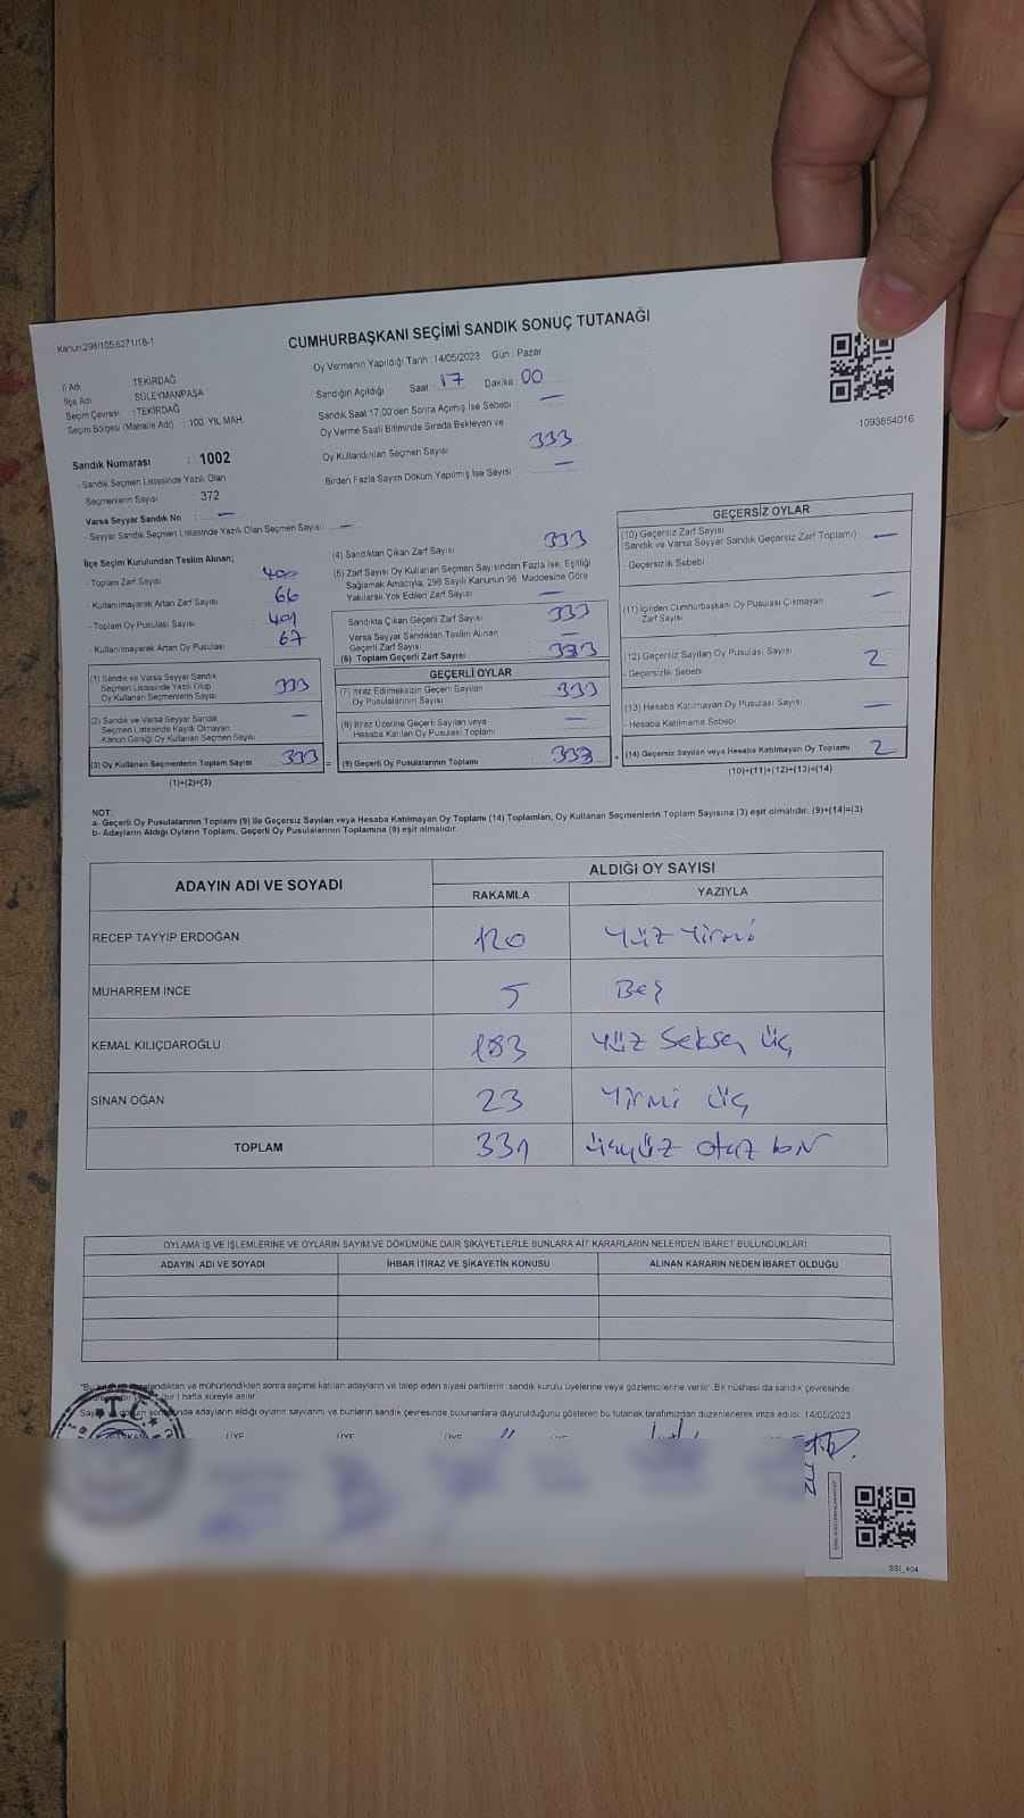 Kanun:298/105,6271/18-1
CUMHURBAŞKANI SEÇİMİ SANDIK SONUÇ TUTANAĞI
Oy Vermenin Yapıldığı Tarih : 14/05/2023 Gün : Pazar
İl Adı : TEKİRDAĞ
İlçe Adı : SÜLEYMANPAŞA
Seçim Çevresi : TEKİRDAĞ
Seçim Bölgesi (Mahalle Adı) : 100. YIL MAH.
Sandığın Açıldığı Saat : 17 Dakika : 00
Sandık Saat 17.00'den Sonra Açılmış İse Sebebi : —
Oy Verme Saati Bitiminde Sırada Bekleyen ve
Oy Kullandırılan Seçmen Sayısı 333
Birden Fazla Sayım Döküm Yapılmış İse Sayısı —
1093654016
Sandık Numarası : 1002
- Sandık Seçmen Listesinde Yazılı Olan
Seçmenlerin Sayısı 372
Varsa Seyyar Sandık No : —
- Seyyar Sandık Seçmen Listesinde Yazılı Olan Seçmen Sayısı : —
İlçe Seçim Kurulundan Teslim Alınan;
- Toplam Zarf Sayısı 400
- Kullanılmayarak Artan Zarf Sayısı 66
- Toplam Oy Pusulası Sayısı 401
- Kullanılmayarak Artan Oy Pusulası 67
(1) Sandık ve Varsa Seyyar Sandık
Seçmen Listesinde Yazılı Olup
Oy Kullanan Seçmenlerin Sayısı 333
(2) Sandık ve Varsa Seyyar Sandık
Seçmen Listesinde Kaydı Olmayan
Kanun Gereği Oy Kullanan Seçmen Sayısı —
(3) Oy Kullanan Seçmenlerin Toplam Sayısı 333
(1)+(2)=(3)
(4) Sandıktan Çıkan Zarf Sayısı 333
(5) Zarf Sayısı Oy Kullanan Seçmen Sayısından Fazla İse, Eşitliği
Sağlamak Amacıyla, 298 Sayılı Kanunun 98. Maddesine Göre
Yakılarak Yok Edilen Zarf Sayısı —
Sandıkta Çıkan Geçerli Zarf Sayısı 333
Varsa Seyyar Sandıktan Teslim Alınan
Geçerli Zarf Sayısı —
(6) Toplam Geçerli Zarf Sayısı 333
GEÇERLİ OYLAR
(7) İtiraz Edilmeksizin Geçerli Sayılan
Oy Pusulası Sayısı 333
(8) İtiraz Üzerine Geçerli Sayılan veya
Hesaba Katılan Oy Pusulası Toplamı —
(9) Geçerli Oy Pusulalarının Toplamı 333
GEÇERSİZ OYLAR
(10) Geçersiz Zarf Sayısı
(Sandık ve Varsa Seyyar Sandık Geçersiz Zarf Toplamı) —
Geçersizlik Sebebi
(11) İçinden Cumhurbaşkanı Oy Pusulası Çıkmayan
Zarf Sayısı —
(12) Geçersiz Sayılan Oy Pusulası Sayısı 2
- Geçersizlik Sebebi
(13) Hesaba Katılmayan Oy Pusulası Sayısı —
- Hesaba Katılmama Sebebi
(14) Geçersiz Sayılan veya Hesaba Katılmayan Oy Toplamı 2
(10)+(11)+(12)+(13)=(14)
NOT:
a- Geçerli Oy Pusulalarının Toplamı (9) ile Geçersiz Sayılan veya Hesaba Katılmayan Oy Toplamı (14) Toplamları, Oy Kullanan Seçmenlerin Toplam Sayısına (3) eşit olmalıdır. (9)+(14)=(3)
b- Adayların Aldığı Oyların Toplamı, Geçerli Oy Pusulalarının Toplamına (9) eşit olmalıdır.
ADAYIN ADI VE SOYADI ALDIĞI OY SAYISI
RAKAMLA YAZIYLA
RECEP TAYYİP ERDOĞAN 120 Yüz Yirmi
MUHARREM İNCE 5 Beş
KEMAL KILIÇDAROĞLU 183 Yüz Seksen üç
SİNAN OĞAN 23 Yirmi üç
TOPLAM 331 üçyüz otuz bir
OYLAMA İŞ VE İŞLEMLERİNE VE OYLARIN SAYIM VE DÖKÜMÜNE DAİR ŞİKAYETLERLE BUNLARA AİT KARARLARIN NELERDEN İBARET BULUNDUKLARI
ADAYIN ADI VE SOYADI İHBAR İTİRAZ VE ŞİKAYETİN KONUSU ALINAN KARARIN NEDEN İBARET OLDUĞU
ve mühürlendikten sonra seçime katılan adayların ve talep eden siyasi partilerin sandık kurulu üyelerine veya gözlemcilerine verilir. Bir nüshası da sandık çevresinde
1 hafta süreyle asılır.
adayların aldığı oyların sayısını ve bunların sandık çevresinde bulunanlara duyurulduğunu gösteren bu tutanak tarafımızdan düzenlenerek imza edildi. 14/05/2023
ÜYE ÜYE ÜYE ÜYE
SSİ_404